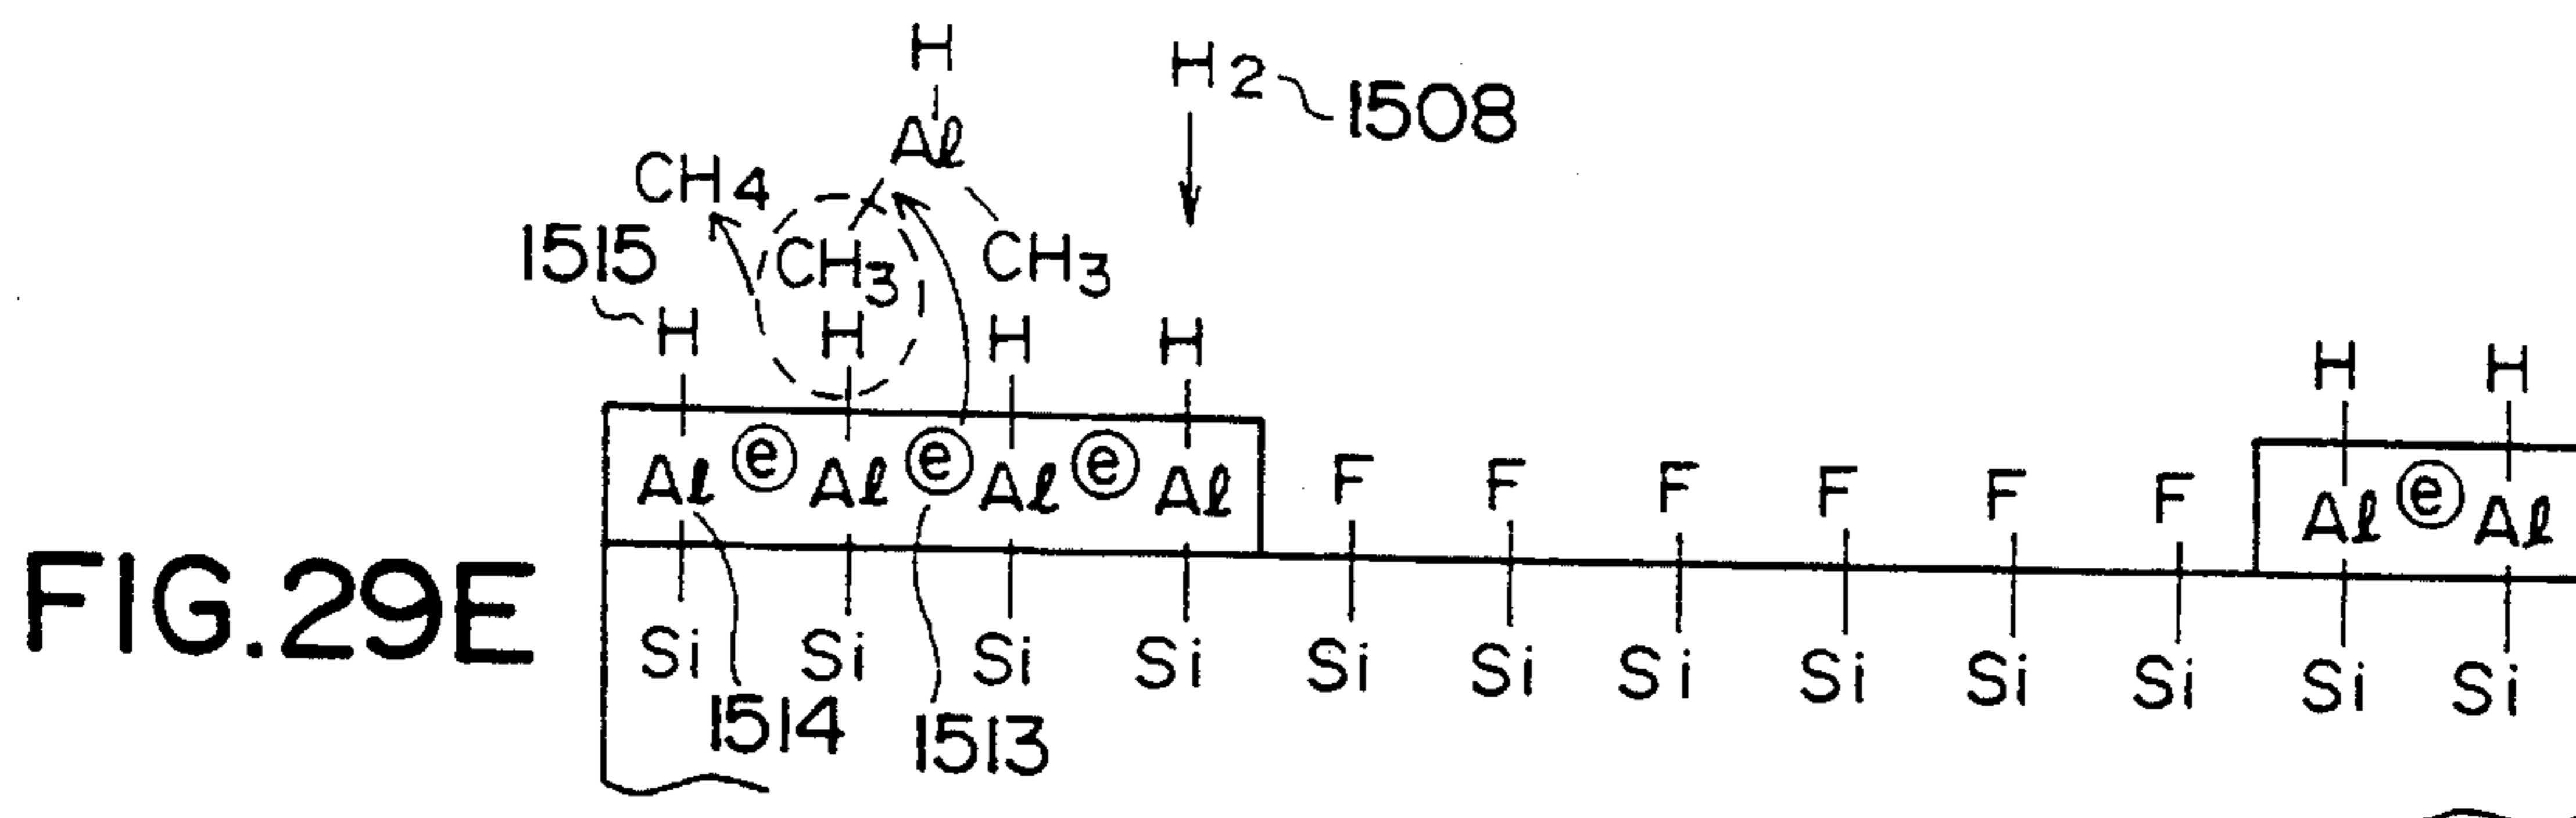 H
H2 1508
Al
CH4
CH3 CH3
1515
H H H H H H
Al e Al e Al e Al F F F F F F Al e Al
FIG.29E
Si Si Si Si Si Si Si Si Si Si Si Si
1514 1513